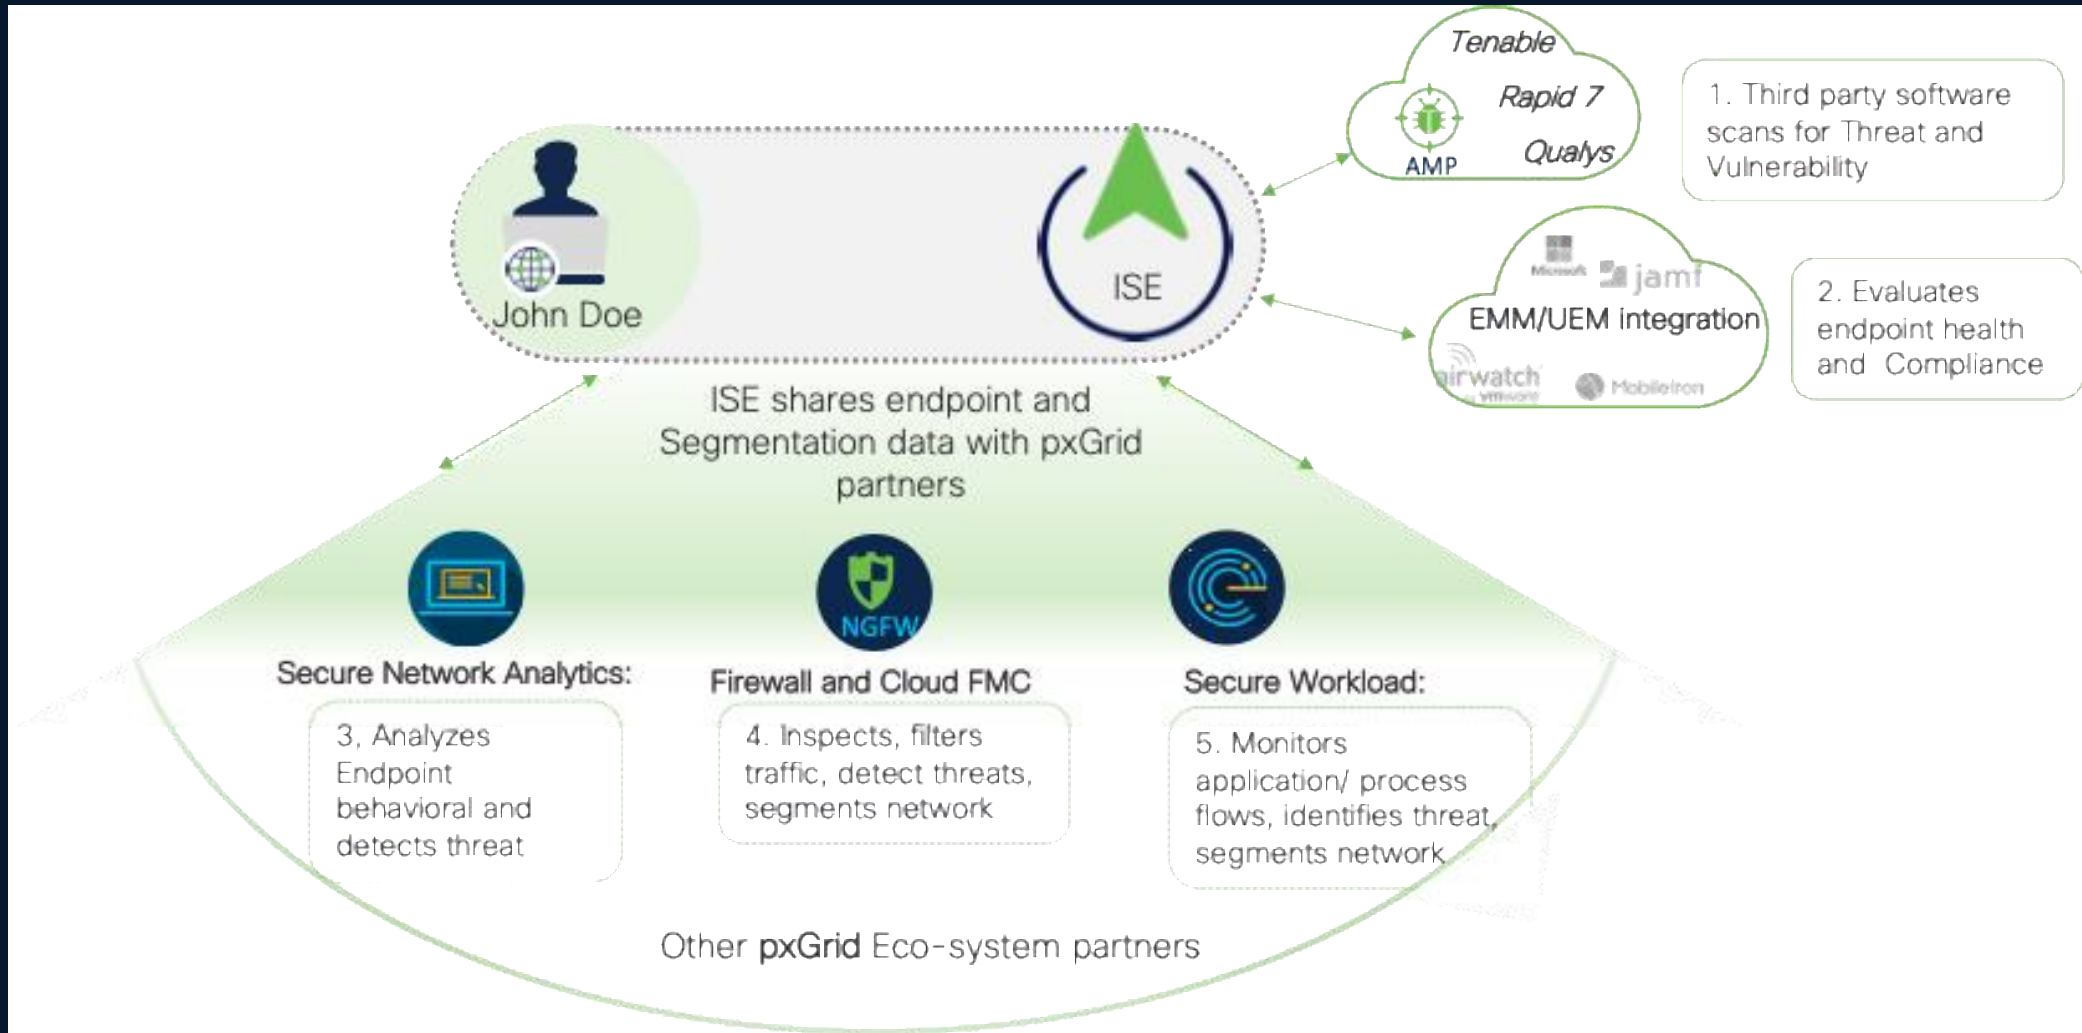 Tenable
Rapid 7
Qualys
AMP
1. Third party software
scans for Threat and
Vulnerability
John Doe
ISE
Microsoft
jamf
EMM/UEM integration
airwatch
vmware
MobileIron
2. Evaluates
endpoint health
and Compliance
ISE shares endpoint and
Segmentation data with pxGrid
partners
NGFW
Secure Network Analytics:
3, Analyzes
Endpoint
behavioral and
detects threat
Firewall and Cloud FMC
4. Inspects, filters
traffic, detect threats,
segments network
Secure Workload:
5. Monitors
application/ process
flows, identifies threat,
segments network
Other pxGrid Eco-system partners